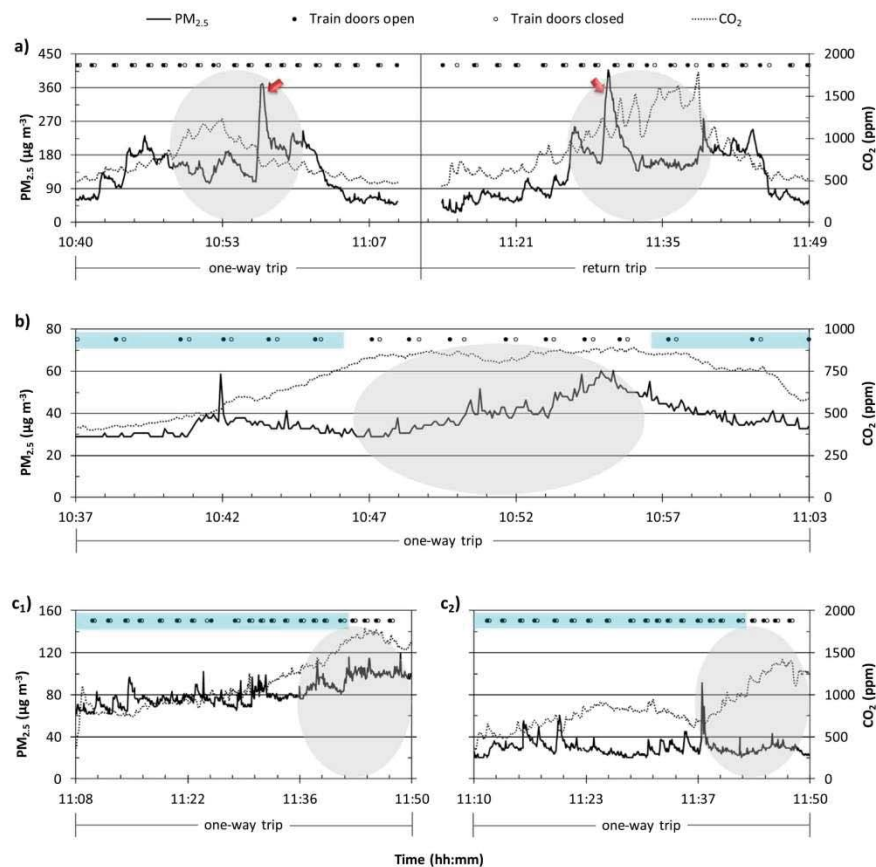 PM2.5 Train doors open Train doors closed CO2
a)
450 2000
360 1500
270
1000
180
90 500
0 0
PM2.5 (µg m-3)
CO2 (ppm)
10:40 10:53 11:07 11:21 11:35 11:49
one-way trip return trip
b)
80 1000
60 750
40 500
20 250
0 0
PM2.5 (µg m-3)
CO2 (ppm)
10:37 10:42 10:47 10:52 10:57 11:03
one-way trip
c1) c2)
160 2000
120 1500
80 1000
40 500
0 0
PM2.5 (µg m-3)
CO2 (ppm)
11:08 11:22 11:36 11:50 11:10 11:23 11:37 11:50
one-way trip one-way trip
Time (hh:mm)